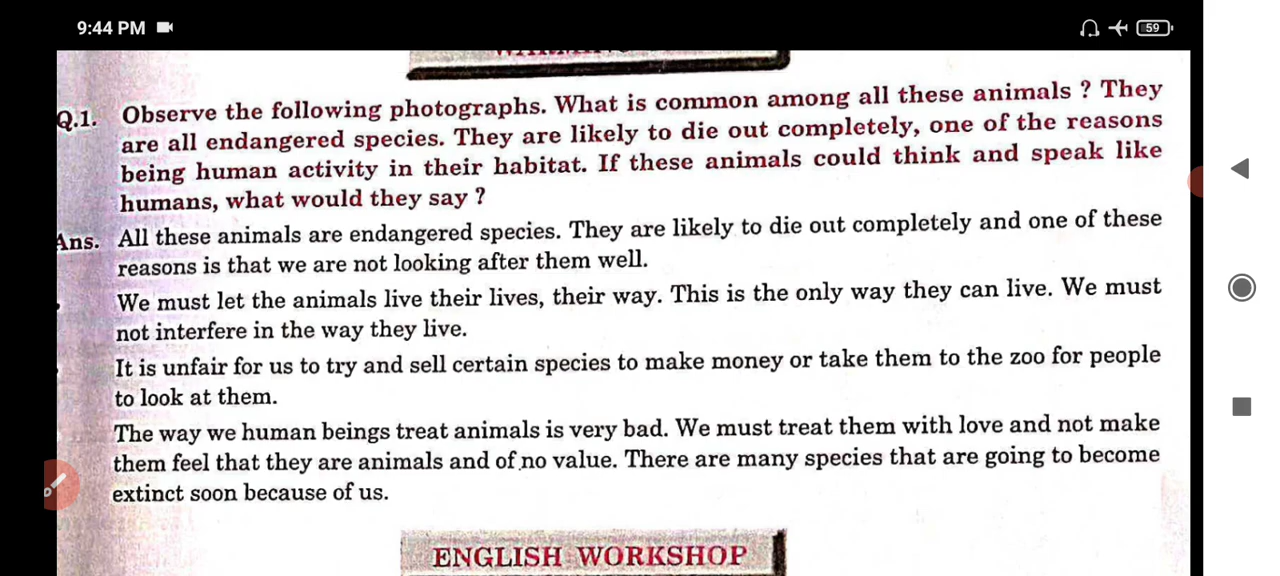 9:44 PM
59
Q.1. Observe the following photographs. What is common among all these animals ? They
are all endangered species. They are likely to die out completely, one of the reasons
being human activity in their habitat. If these animals could think and speak like
humans, what would they say ?
Ans. All these animals are endangered species. They are likely to die out completely and one of these
reasons is that we are not looking after them well.
We must let the animals live their lives, their way. This is the only way they can live. We must
not interfere in the way they live.
It is unfair for us to try and sell certain species to make money or take them to the zoo for people
to look at them.
The way we human beings treat animals is very bad. We must treat them with love and not make
them feel that they are animals and of no value. There are many species that are going to become
extinct soon because of us.
ENGLISH WORKSHOP